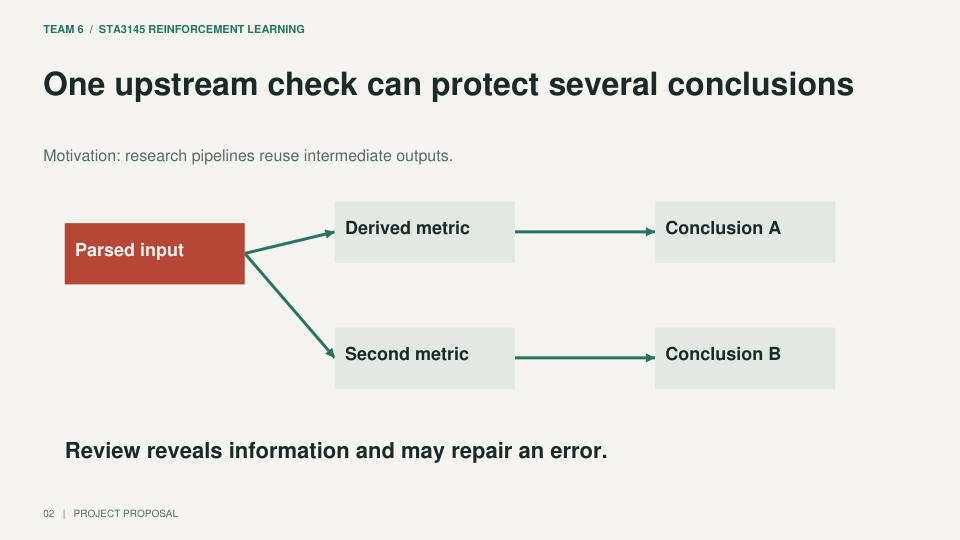 TEAM 6 / STA3145 REINFORCEMENT LEARNING
One upstream check can protect several conclusions
Motivation: research pipelines reuse intermediate outputs.
Parsed input
Derived metric
Conclusion A
Second metric
Conclusion B
Review reveals information and may repair an error.
02 | PROJECT PROPOSAL